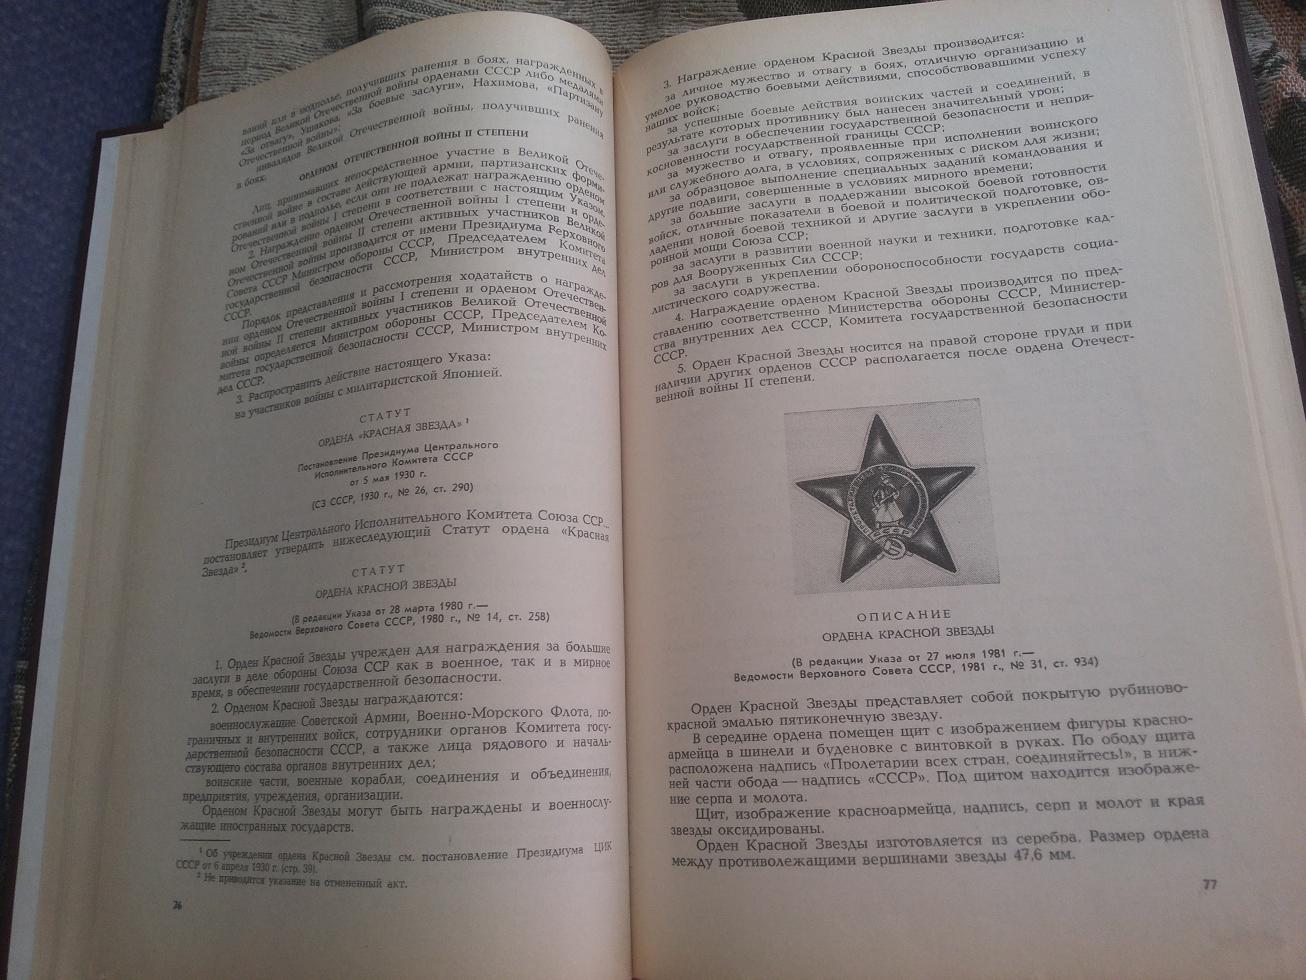 ваний или в подполье, получивших ранения в боях, награжденных в
период Великой Отечественной войны орденами СССР либо медалями
«За отвагу», Ушакова, «За боевые заслуги», Нахимова, «Партизану
Отечественной войны»;
инвалидов Великой Отечественной войны, получивших ранения
в боях.
ОРДЕНОМ ОТЕЧЕСТВЕННОЙ ВОЙНЫ II СТЕПЕНИ
Лиц, принимавших непосредственное участие в Великой Отече-
ственной войне в составе действующей армии, партизанских форми-
рований или в подполье, если они не подлежат награждению орденом
Отечественной войны I степени в соответствии с настоящим Указом.
2. Награждение орденом Отечественной войны I степени и орде-
ном Отечественной войны II степени активных участников Великой
Отечественной войны производится от имени Президиума Верховного
Совета СССР Министром обороны СССР, Председателем Комитета
государственной безопасности СССР, Министром внутренних дел
СССР.
Порядок представления и рассмотрения ходатайств о награжде-
нии орденом Отечественной войны I степени и орденом Отечествен-
ной войны II степени активных участников Великой Отечественной
войны определяется Министром обороны СССР, Председателем Ко-
митета государственной безопасности СССР, Министром внутренних
дел СССР.
3. Распространить действие настоящего Указа:
на участников войны с милитаристской Японией.
СТАТУТ
ОРДЕНА «КРАСНАЯ ЗВЕЗДА» 1
Постановление Президиума Центрального
Исполнительного Комитета СССР
от 5 мая 1930 г.
(СЗ СССР, 1930 г., № 26, ст. 290)
Президиум Центрального Исполнительного Комитета Союза ССР...
постановляет утвердить нижеследующий Статут ордена «Красная
Звезда» 2.
СТАТУТ
ОРДЕНА КРАСНОЙ ЗВЕЗДЫ
(В редакции Указа от 28 марта 1980 г.—
Ведомости Верховного Совета СССР, 1980 г., № 14, ст. 258)
1. Орден Красной Звезды учрежден для награждения за большие
заслуги в деле обороны Союза ССР как в военное, так и в мирное
время, в обеспечении государственной безопасности.
2. Орденом Красной Звезды награждаются:
военнослужащие Советской Армии, Военно-Морского Флота, по-
граничных и внутренних войск, сотрудники органов Комитета госу-
дарственной безопасности СССР, а также лица рядового и началь-
ствующего состава органов внутренних дел;
воинские части, военные корабли, соединения и объединения,
предприятия, учреждения, организации.
Орденом Красной Звезды могут быть награждены и военнослу-
жащие иностранных государств.
1 Об учреждении ордена Красной Звезды см. постановление Президиума ЦИК
СССР от 6 апреля 1930 г. (стр. 39).
2 Не приводится указание на отмененный акт.
76
3. Награждение орденом Красной Звезды производится:
за личное мужество и отвагу в боях, отличную организацию и
умелое руководство боевыми действиями, способствовавшими успеху
наших войск;
за успешные боевые действия воинских частей и соединений, в
результате которых противнику был нанесен значительный урон;
за заслуги в обеспечении государственной безопасности и непри-
косновенности государственной границы СССР;
за мужество и отвагу, проявленные при исполнении воинского
или служебного долга, в условиях, сопряженных с риском для жизни;
за образцовое выполнение специальных заданий командования и
другие подвиги, совершенные в условиях мирного времени;
за большие заслуги в поддержании высокой боевой готовности
войск, отличные показатели в боевой и политической подготовке, ов-
ладении новой боевой техникой и другие заслуги в укреплении обо-
ронной мощи Союза ССР;
за заслуги в развитии военной науки и техники, подготовке кад-
ров для Вооруженных Сил СССР;
за заслуги в укреплении обороноспособности государств социа-
листического содружества.
4. Награждение орденом Красной Звезды производится по пред-
ставлению соответственно Министерства обороны СССР, Министер-
ства внутренних дел СССР, Комитета государственной безопасности
СССР.
5. Орден Красной Звезды носится на правой стороне груди и при
наличии других орденов СССР располагается после ордена Отечест-
венной войны II степени.
СССР
ОПИСАНИЕ
ОРДЕНА КРАСНОЙ ЗВЕЗДЫ
(В редакции Указа от 27 июля 1981 г.—
Ведомости Верховного Совета СССР, 1981 г., № 31, ст. 934)
Орден Красной Звезды представляет собой покрытую рубиново-
красной эмалью пятиконечную звезду.
В середине ордена помещен щит с изображением фигуры красно-
армейца в шинели и буденовке с винтовкой в руках. По ободу щита
расположена надпись «Пролетарии всех стран, соединяйтесь!», в ниж-
ней части обода — надпись «СССР». Под щитом находится изображе-
ние серпа и молота.
Щит, изображение красноармейца, надпись, серп и молот и края
звезды оксидированы.
Орден Красной Звезды изготовляется из серебра. Размер ордена
между противолежащими вершинами звезды 47,6 мм.
77